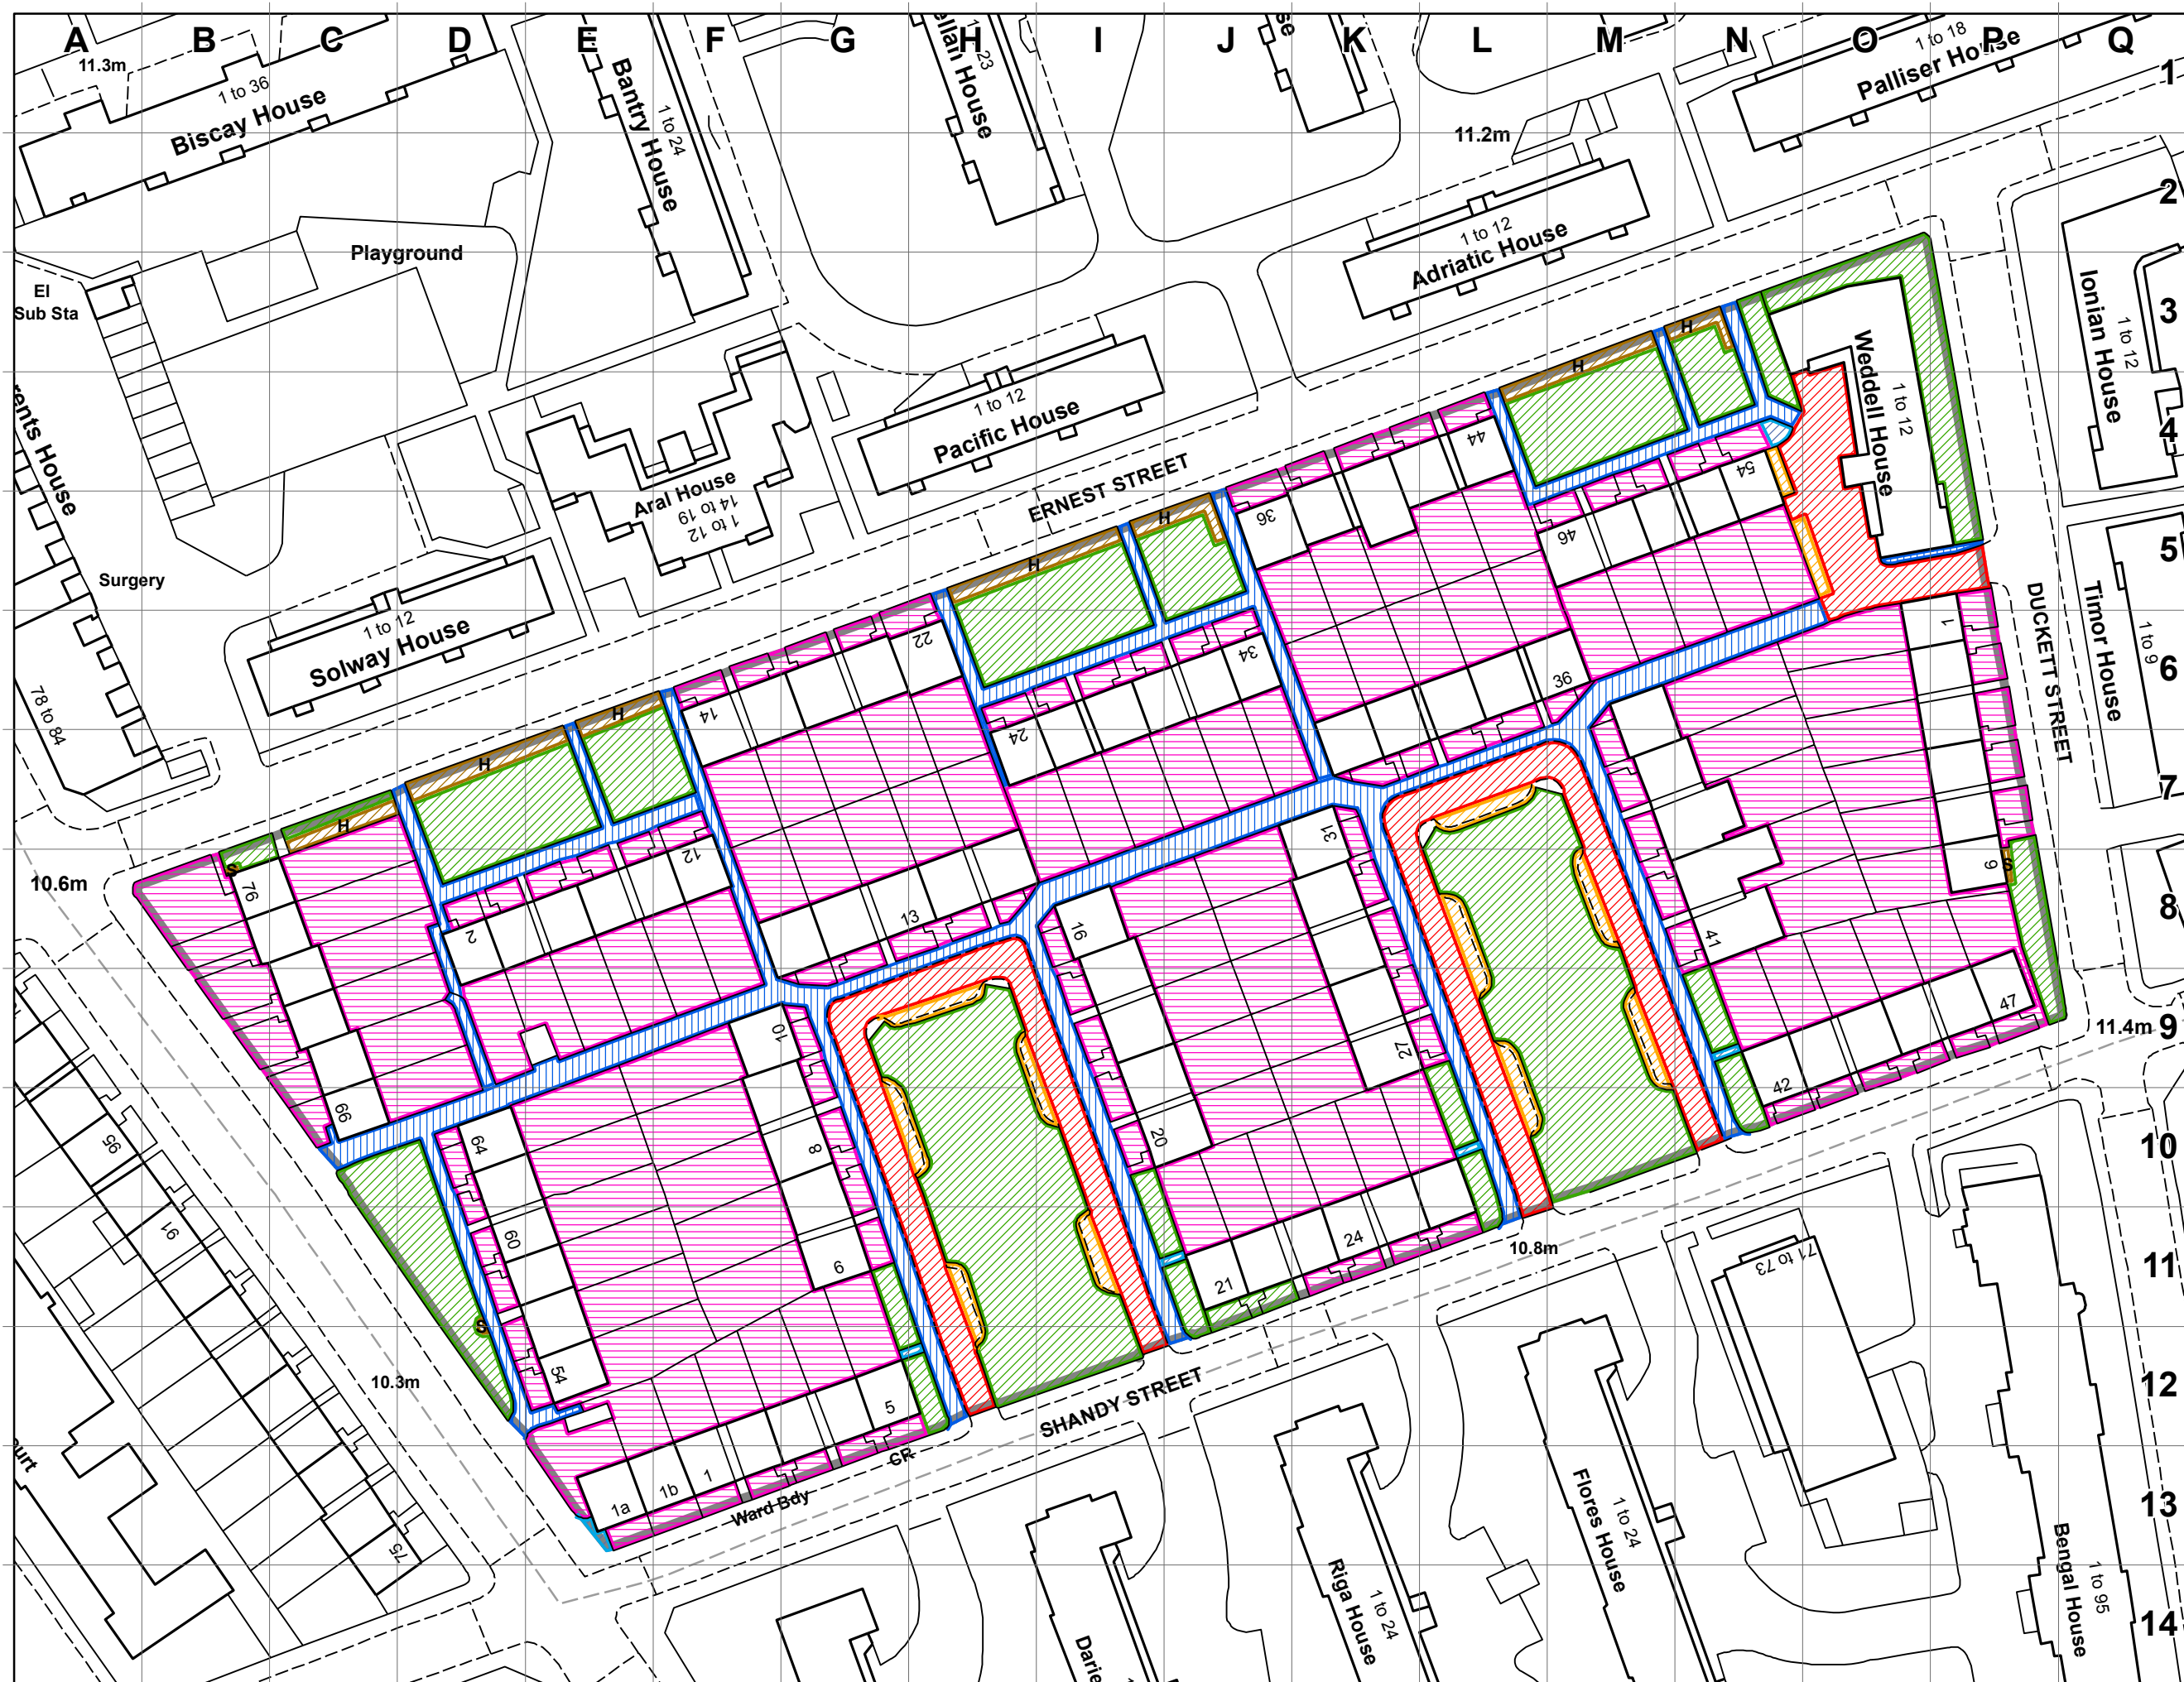 A B C D E F G H I J K L M N O P Q
1
2
3
4
5
6
7
8
9
10
11
12
13
14
11.3m
1 to 36
Biscay House
Bantry House
1 to 24
1 to 18
Palliser House
11.2m
1 to 12
Adriatic House
Playground
El
Sub Sta
Ionian House
1 to 12
Weddell House
1 to 12
1 to 12
Pacific House
Aral House
14 to 19
1 to 12
ERNEST STREET
Surgery
1 to 12
Solway House
78 to 84
DUCKETT STREET
Timor House
1 to 9
H
H
H
H
H
H
H
S
S
S
44
54
36
46
22
34
14
24
12
2
76
66
64
60
54
10
8
6
5
1a
1b
1
13
16
20
21
24
27
31
36
41
42
47
1
9
10.6m
11.4m
10.8m
10.3m
95
91
75
SHANDY STREET
CR
Ward Bdy
71 to 73
Flores House
1 to 24
Riga House
1 to 24
Bengal House
1 to 95